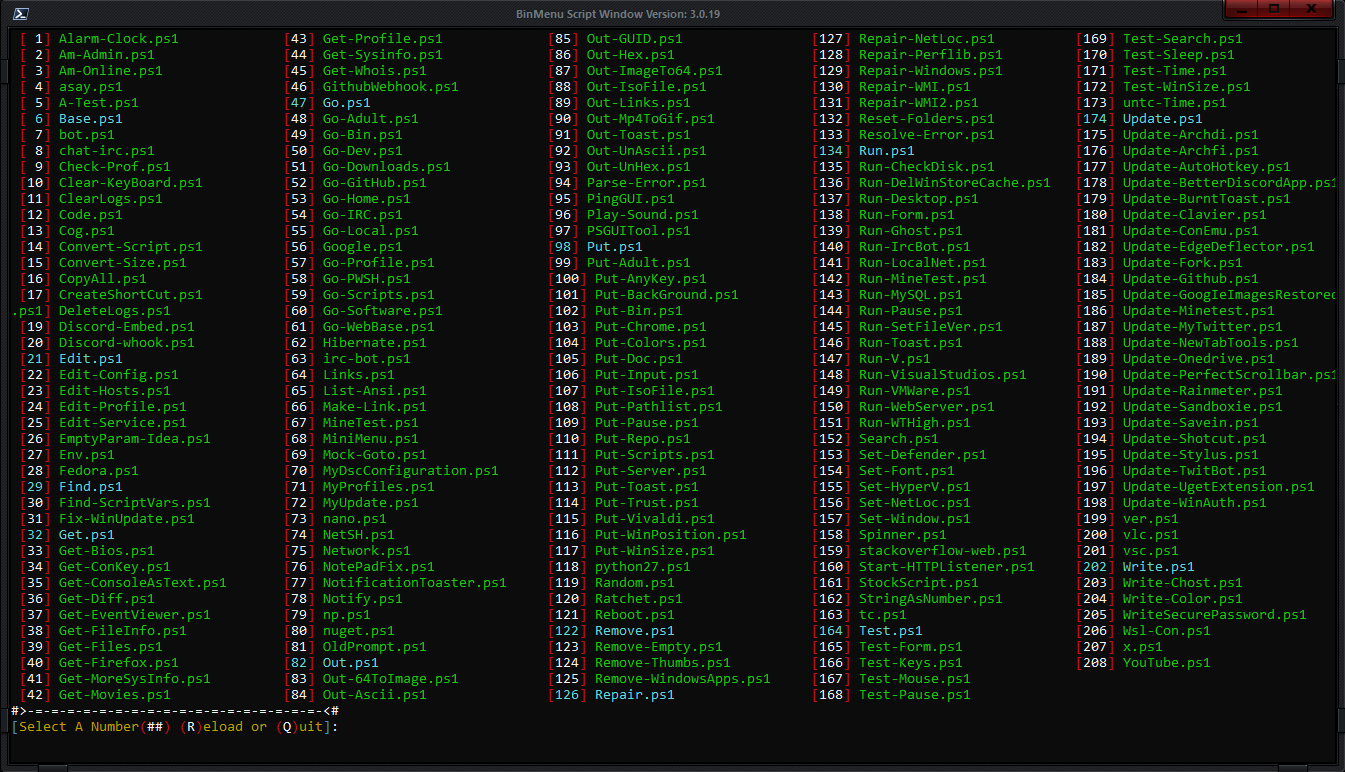 BinMenu Script Window Version: 3.0.19
[ 1] Alarm-Clock.ps1
[ 2] Am-Admin.ps1
[ 3] Am-Online.ps1
[ 4] asay.ps1
[ 5] A-Test.ps1
[ 6] Base.ps1
[ 7] bot.ps1
[ 8] chat-irc.ps1
[ 9] Check-Prof.ps1
[10] Clear-KeyBoard.ps1
[11] ClearLogs.ps1
[12] Code.ps1
[13] Cog.ps1
[14] Convert-Script.ps1
[15] Convert-Size.ps1
[16] CopyAll.ps1
[17] CreateShortCut.ps1
.ps1] DeleteLogs.ps1
[19] Discord-Embed.ps1
[20] Discord-whook.ps1
[21] Edit.ps1
[22] Edit-Config.ps1
[23] Edit-Hosts.ps1
[24] Edit-Profile.ps1
[25] Edit-Service.ps1
[26] EmptyParam-Idea.ps1
[27] Env.ps1
[28] Fedora.ps1
[29] Find.ps1
[30] Find-ScriptVars.ps1
[31] Fix-WinUpdate.ps1
[32] Get.ps1
[33] Get-Bios.ps1
[34] Get-ConKey.ps1
[35] Get-ConsoleAsText.ps1
[36] Get-Diff.ps1
[37] Get-EventViewer.ps1
[38] Get-FileInfo.ps1
[39] Get-Files.ps1
[40] Get-Firefox.ps1
[41] Get-MoreSysInfo.ps1
[42] Get-Movies.ps1
[43] Get-Profile.ps1
[44] Get-Sysinfo.ps1
[45] Get-Whois.ps1
[46] GithubWebhook.ps1
[47] Go.ps1
[48] Go-Adult.ps1
[49] Go-Bin.ps1
[50] Go-Dev.ps1
[51] Go-Downloads.ps1
[52] Go-GitHub.ps1
[53] Go-Home.ps1
[54] Go-IRC.ps1
[55] Go-Local.ps1
[56] Google.ps1
[57] Go-Profile.ps1
[58] Go-PWSH.ps1
[59] Go-Scripts.ps1
[60] Go-Software.ps1
[61] Go-WebBase.ps1
[62] Hibernate.ps1
[63] irc-bot.ps1
[64] Links.ps1
[65] List-Ansi.ps1
[66] Make-Link.ps1
[67] MineTest.ps1
[68] MiniMenu.ps1
[69] Mock-Goto.ps1
[70] MyDscConfiguration.ps1
[71] MyProfiles.ps1
[72] MyUpdate.ps1
[73] nano.ps1
[74] NetSH.ps1
[75] Network.ps1
[76] NotePadFix.ps1
[77] NotificationToaster.ps1
[78] Notify.ps1
[79] np.ps1
[80] nuget.ps1
[81] OldPrompt.ps1
[82] Out.ps1
[83] Out-64ToImage.ps1
[84] Out-Ascii.ps1
[85] Out-GUID.ps1
[86] Out-Hex.ps1
[87] Out-ImageTo64.ps1
[88] Out-IsoFile.ps1
[89] Out-Links.ps1
[90] Out-Mp4ToGif.ps1
[91] Out-Toast.ps1
[92] Out-UnAscii.ps1
[93] Out-UnHex.ps1
[94] Parse-Error.ps1
[95] PingGUI.ps1
[96] Play-Sound.ps1
[97] PSGUITool.ps1
[98] Put.ps1
[99] Put-Adult.ps1
[100] Put-AnyKey.ps1
[101] Put-BackGround.ps1
[102] Put-Bin.ps1
[103] Put-Chrome.ps1
[104] Put-Colors.ps1
[105] Put-Doc.ps1
[106] Put-Input.ps1
[107] Put-IsoFile.ps1
[108] Put-Pathlist.ps1
[109] Put-Pause.ps1
[110] Put-Repo.ps1
[111] Put-Scripts.ps1
[112] Put-Server.ps1
[113] Put-Toast.ps1
[114] Put-Trust.ps1
[115] Put-Vivaldi.ps1
[116] Put-WinPosition.ps1
[117] Put-WinSize.ps1
[118] python27.ps1
[119] Random.ps1
[120] Ratchet.ps1
[121] Reboot.ps1
[122] Remove.ps1
[123] Remove-Empty.ps1
[124] Remove-Thumbs.ps1
[125] Remove-WindowsApps.ps1
[126] Repair.ps1
[127] Repair-NetLoc.ps1
[128] Repair-Perflib.ps1
[129] Repair-Windows.ps1
[130] Repair-WMI.ps1
[131] Repair-WMI2.ps1
[132] Reset-Folders.ps1
[133] Resolve-Error.ps1
[134] Run.ps1
[135] Run-CheckDisk.ps1
[136] Run-DelWinStoreCache.ps1
[137] Run-Desktop.ps1
[138] Run-Form.ps1
[139] Run-Ghost.ps1
[140] Run-IrcBot.ps1
[141] Run-LocalNet.ps1
[142] Run-MineTest.ps1
[143] Run-MySQL.ps1
[144] Run-Pause.ps1
[145] Run-SetFileVer.ps1
[146] Run-Toast.ps1
[147] Run-V.ps1
[148] Run-VisualStudios.ps1
[149] Run-VMWare.ps1
[150] Run-WebServer.ps1
[151] Run-WTHigh.ps1
[152] Search.ps1
[153] Set-Defender.ps1
[154] Set-Font.ps1
[155] Set-HyperV.ps1
[156] Set-NetLoc.ps1
[157] Set-Window.ps1
[158] Spinner.ps1
[159] stackoverflow-web.ps1
[160] Start-HTTPListener.ps1
[161] StockScript.ps1
[162] StringAsNumber.ps1
[163] tc.ps1
[164] Test.ps1
[165] Test-Form.ps1
[166] Test-Keys.ps1
[167] Test-Mouse.ps1
[168] Test-Pause.ps1
[169] Test-Search.ps1
[170] Test-Sleep.ps1
[171] Test-Time.ps1
[172] Test-WinSize.ps1
[173] untc-Time.ps1
[174] Update.ps1
[175] Update-Archdi.ps1
[176] Update-Archfi.ps1
[177] Update-AutoHotkey.ps1
[178] Update-BetterDiscordApp.ps1
[179] Update-BurntToast.ps1
[180] Update-Clavier.ps1
[181] Update-ConEmu.ps1
[182] Update-EdgeDeflector.ps1
[183] Update-Fork.ps1
[184] Update-Github.ps1
[185] Update-GoogIeImagesRestored
[186] Update-Minetest.ps1
[187] Update-MyTwitter.ps1
[188] Update-NewTabTools.ps1
[189] Update-Onedrive.ps1
[190] Update-PerfectScrollbar.ps1
[191] Update-Rainmeter.ps1
[192] Update-Sandboxie.ps1
[193] Update-Savein.ps1
[194] Update-Shotcut.ps1
[195] Update-Stylus.ps1
[196] Update-TwitBot.ps1
[197] Update-UgetExtension.ps1
[198] Update-WinAuth.ps1
[199] ver.ps1
[200] vlc.ps1
[201] vsc.ps1
[202] Write.ps1
[203] Write-Chost.ps1
[204] Write-Color.ps1
[205] WriteSecurePassword.ps1
[206] Wsl-Con.ps1
[207] x.ps1
[208] YouTube.ps1
#>-=-=-=-=-=-=-=-=-=-=-=-=-=-=-=-=-=-=-<#
[Select A Number(##) (R)eload or (Q)uit]: